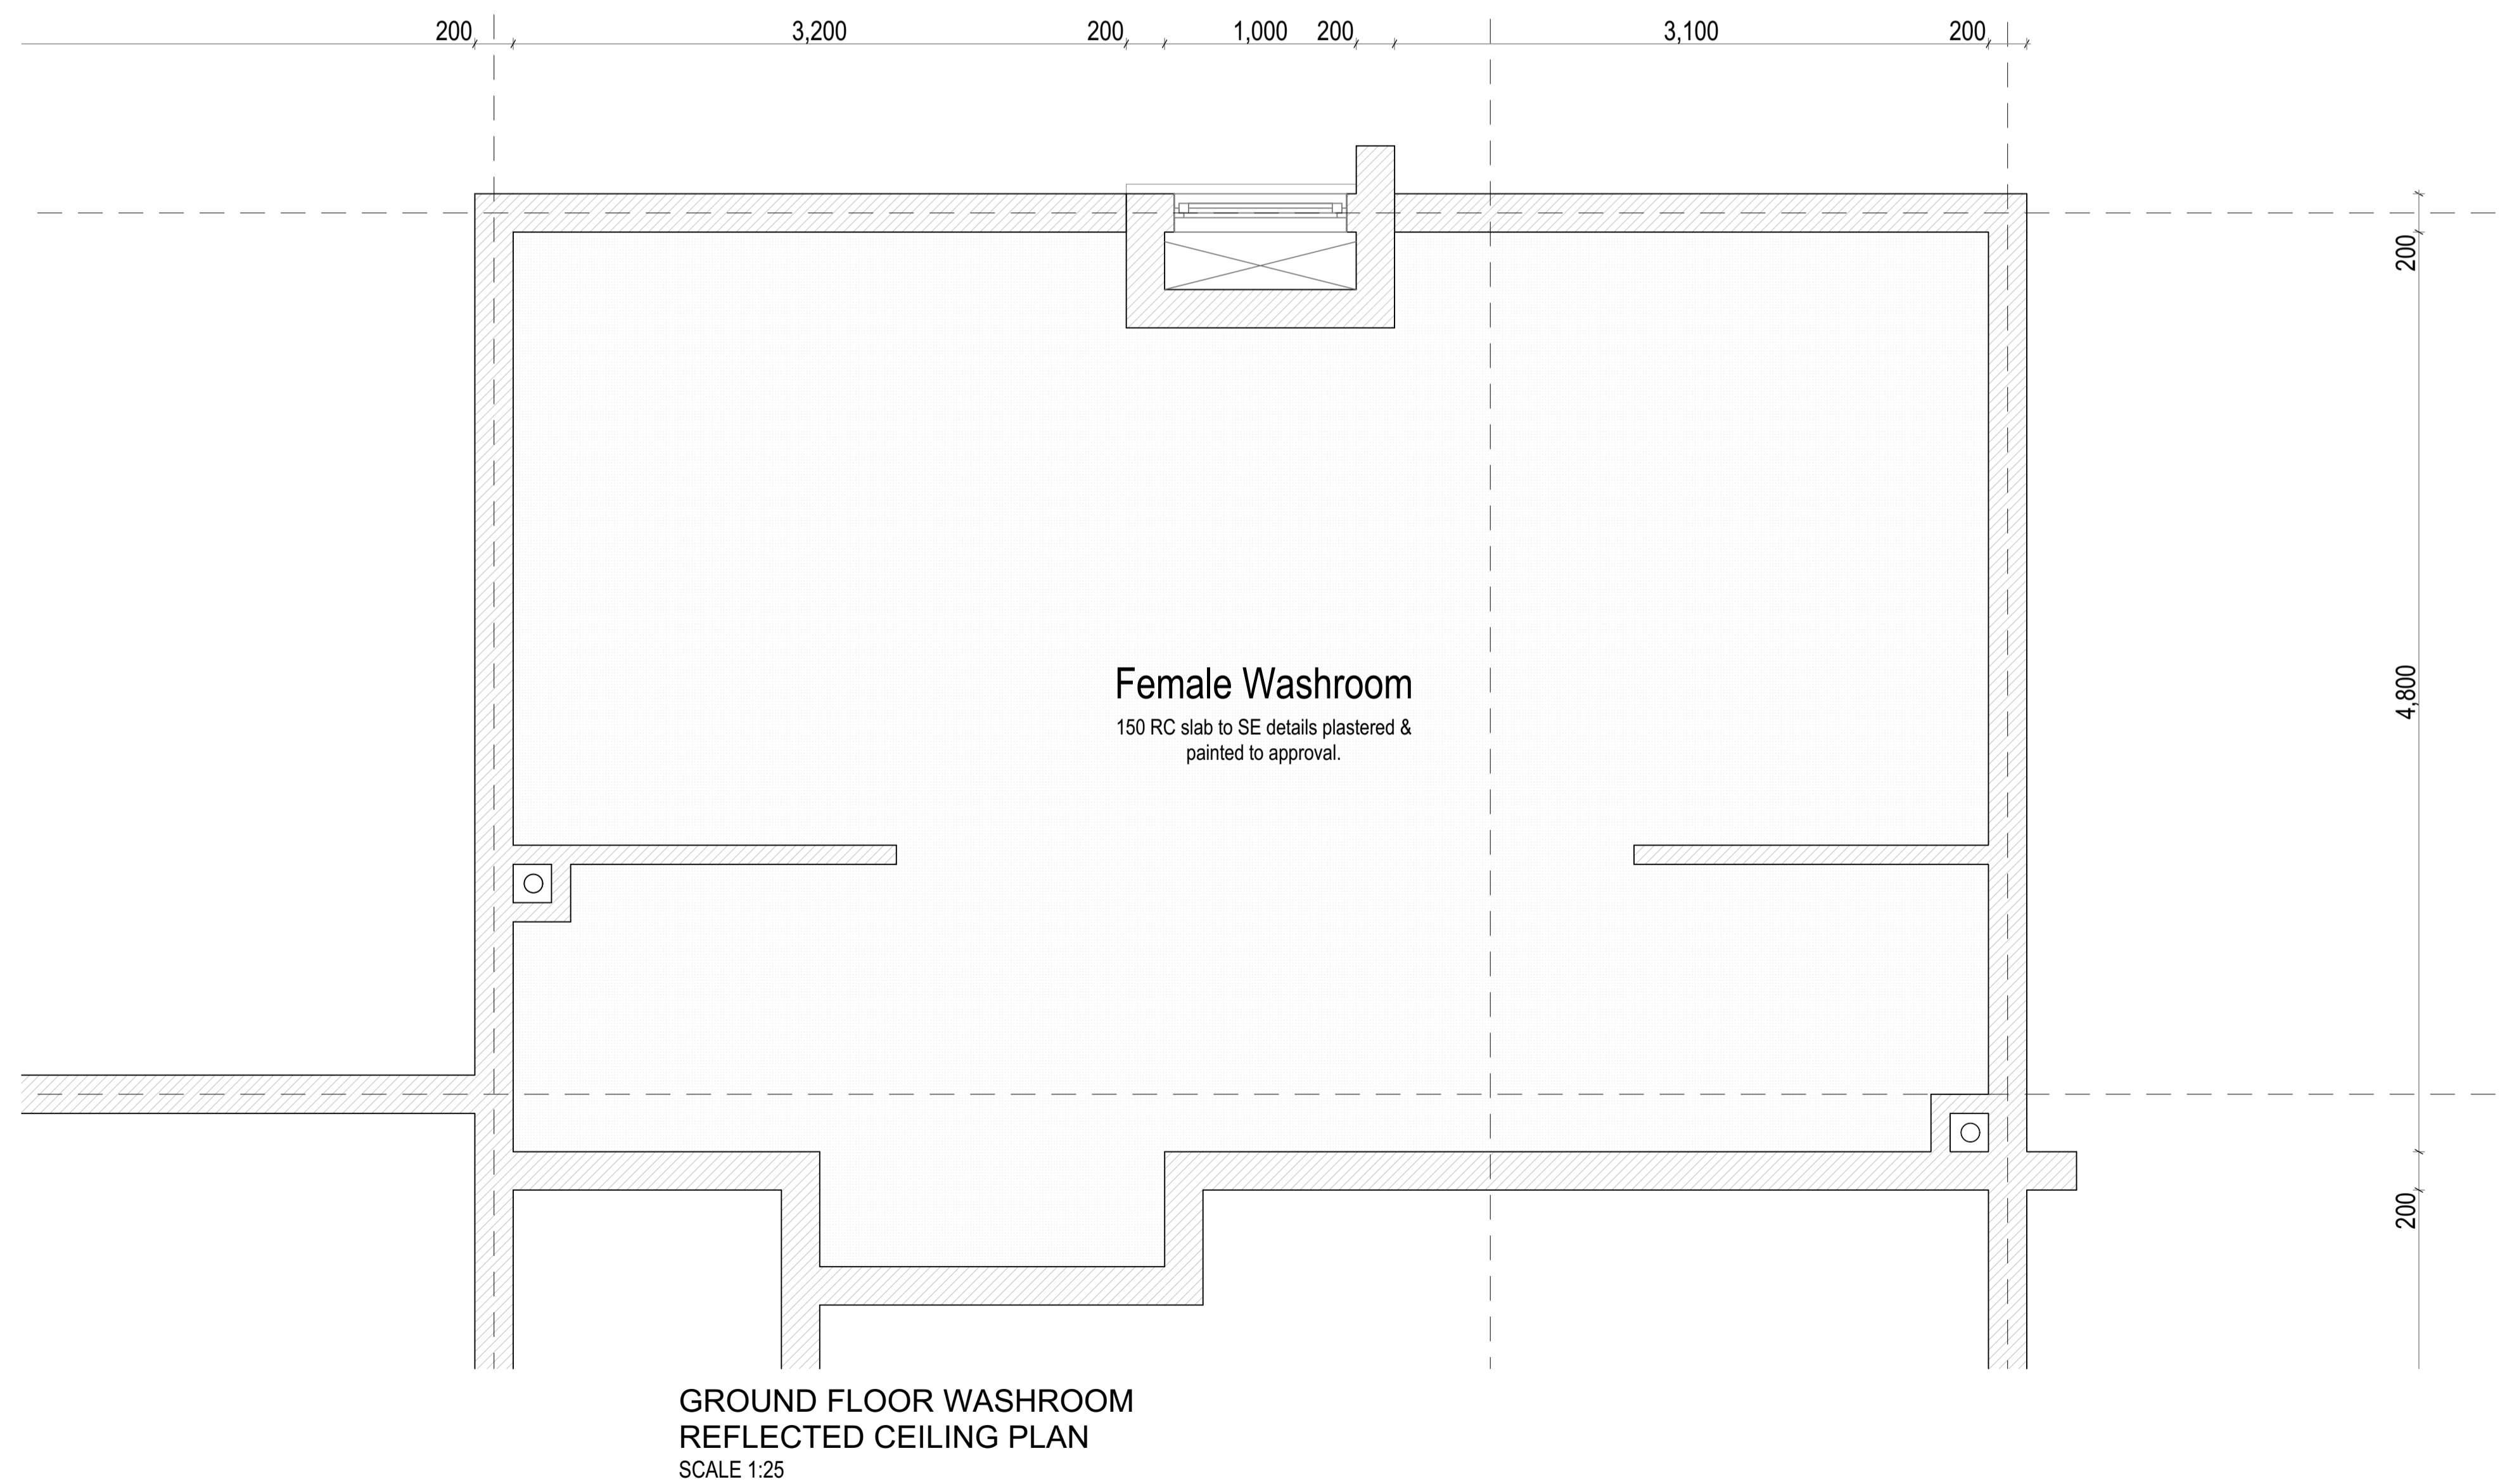 200
3,200
200
1,000
200
3,100
200
200
4,800
200
Female Washroom
150 RC slab to SE details plastered &
painted to approval.
GROUND FLOOR WASHROOM
REFLECTED CEILING PLAN
SCALE 1:25